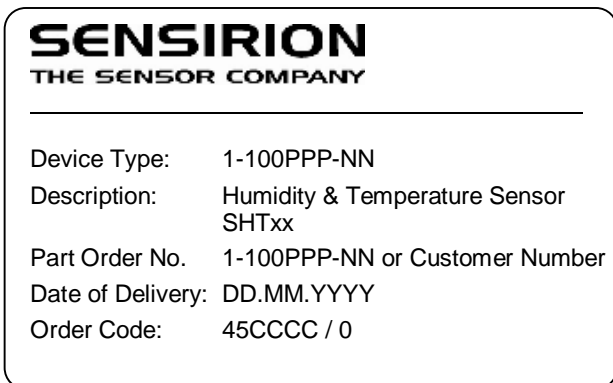 SENSIRION
THE SENSOR COMPANY
Device Type: 1-100PPP-NN
Description: Humidity & Temperature Sensor
SHTxx
Part Order No. 1-100PPP-NN or Customer Number
Date of Delivery: DD.MM.YYYY
Order Code: 45CCCC / 0